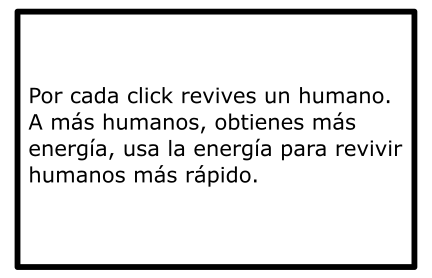 Por cada click revives un humano.
A más humanos, obtienes más
energía, usa la energía para revivir
humanos más rápido.